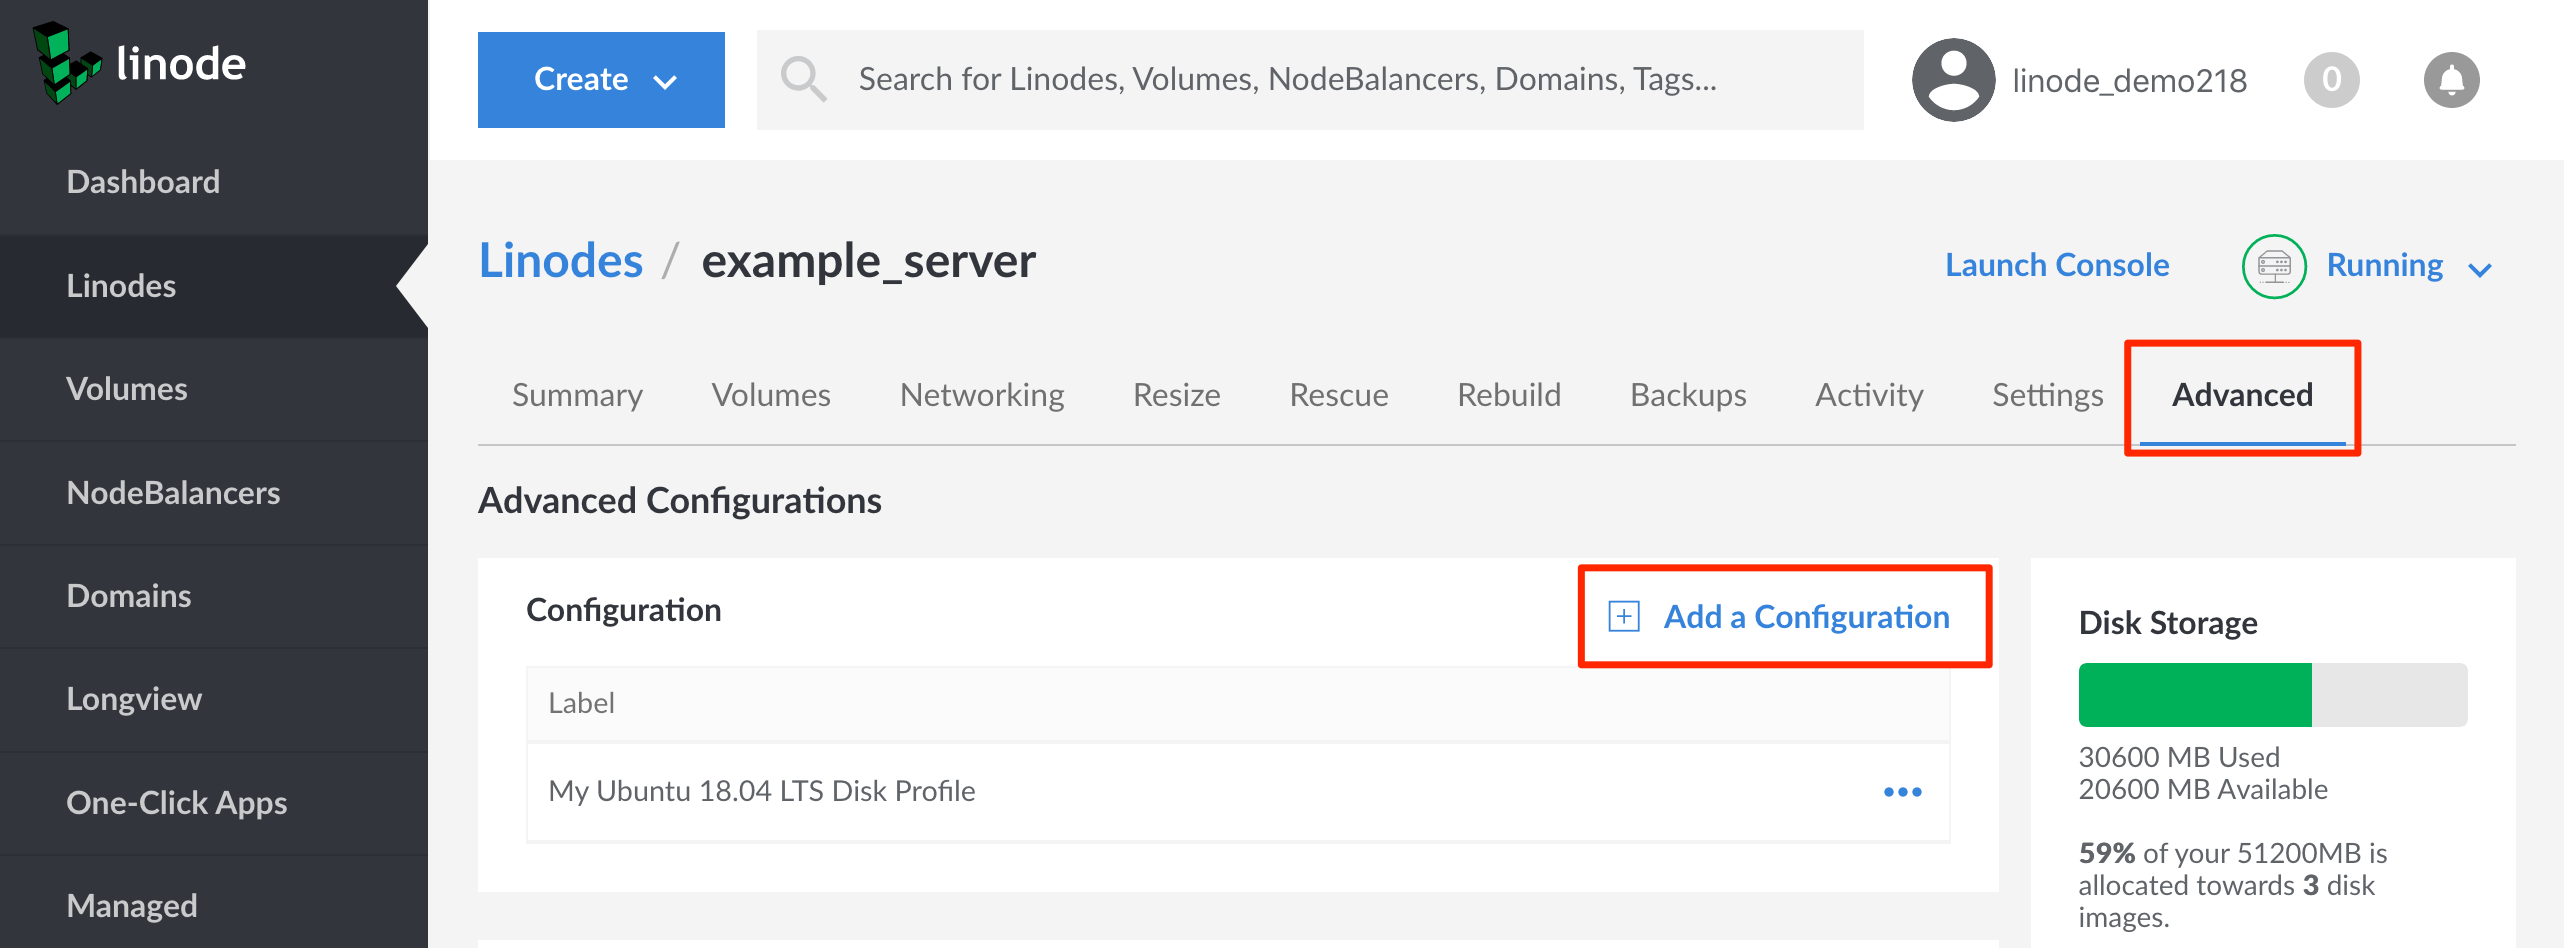 linode
Create
Search for Linodes, Volumes, NodeBalancers, Domains, Tags...
linode_demo218
0
Dashboard
Linodes
Volumes
NodeBalancers
Domains
Longview
One-Click Apps
Managed
Linodes / example_server
Launch Console
Running
Summary
Volumes
Networking
Resize
Rescue
Rebuild
Backups
Activity
Settings
Advanced
Advanced Configurations
Configuration
Add a Configuration
Label
My Ubuntu 18.04 LTS Disk Profile
Disk Storage
30600 MB Used
20600 MB Available
59% of your 51200MB is
allocated towards 3 disk
images.